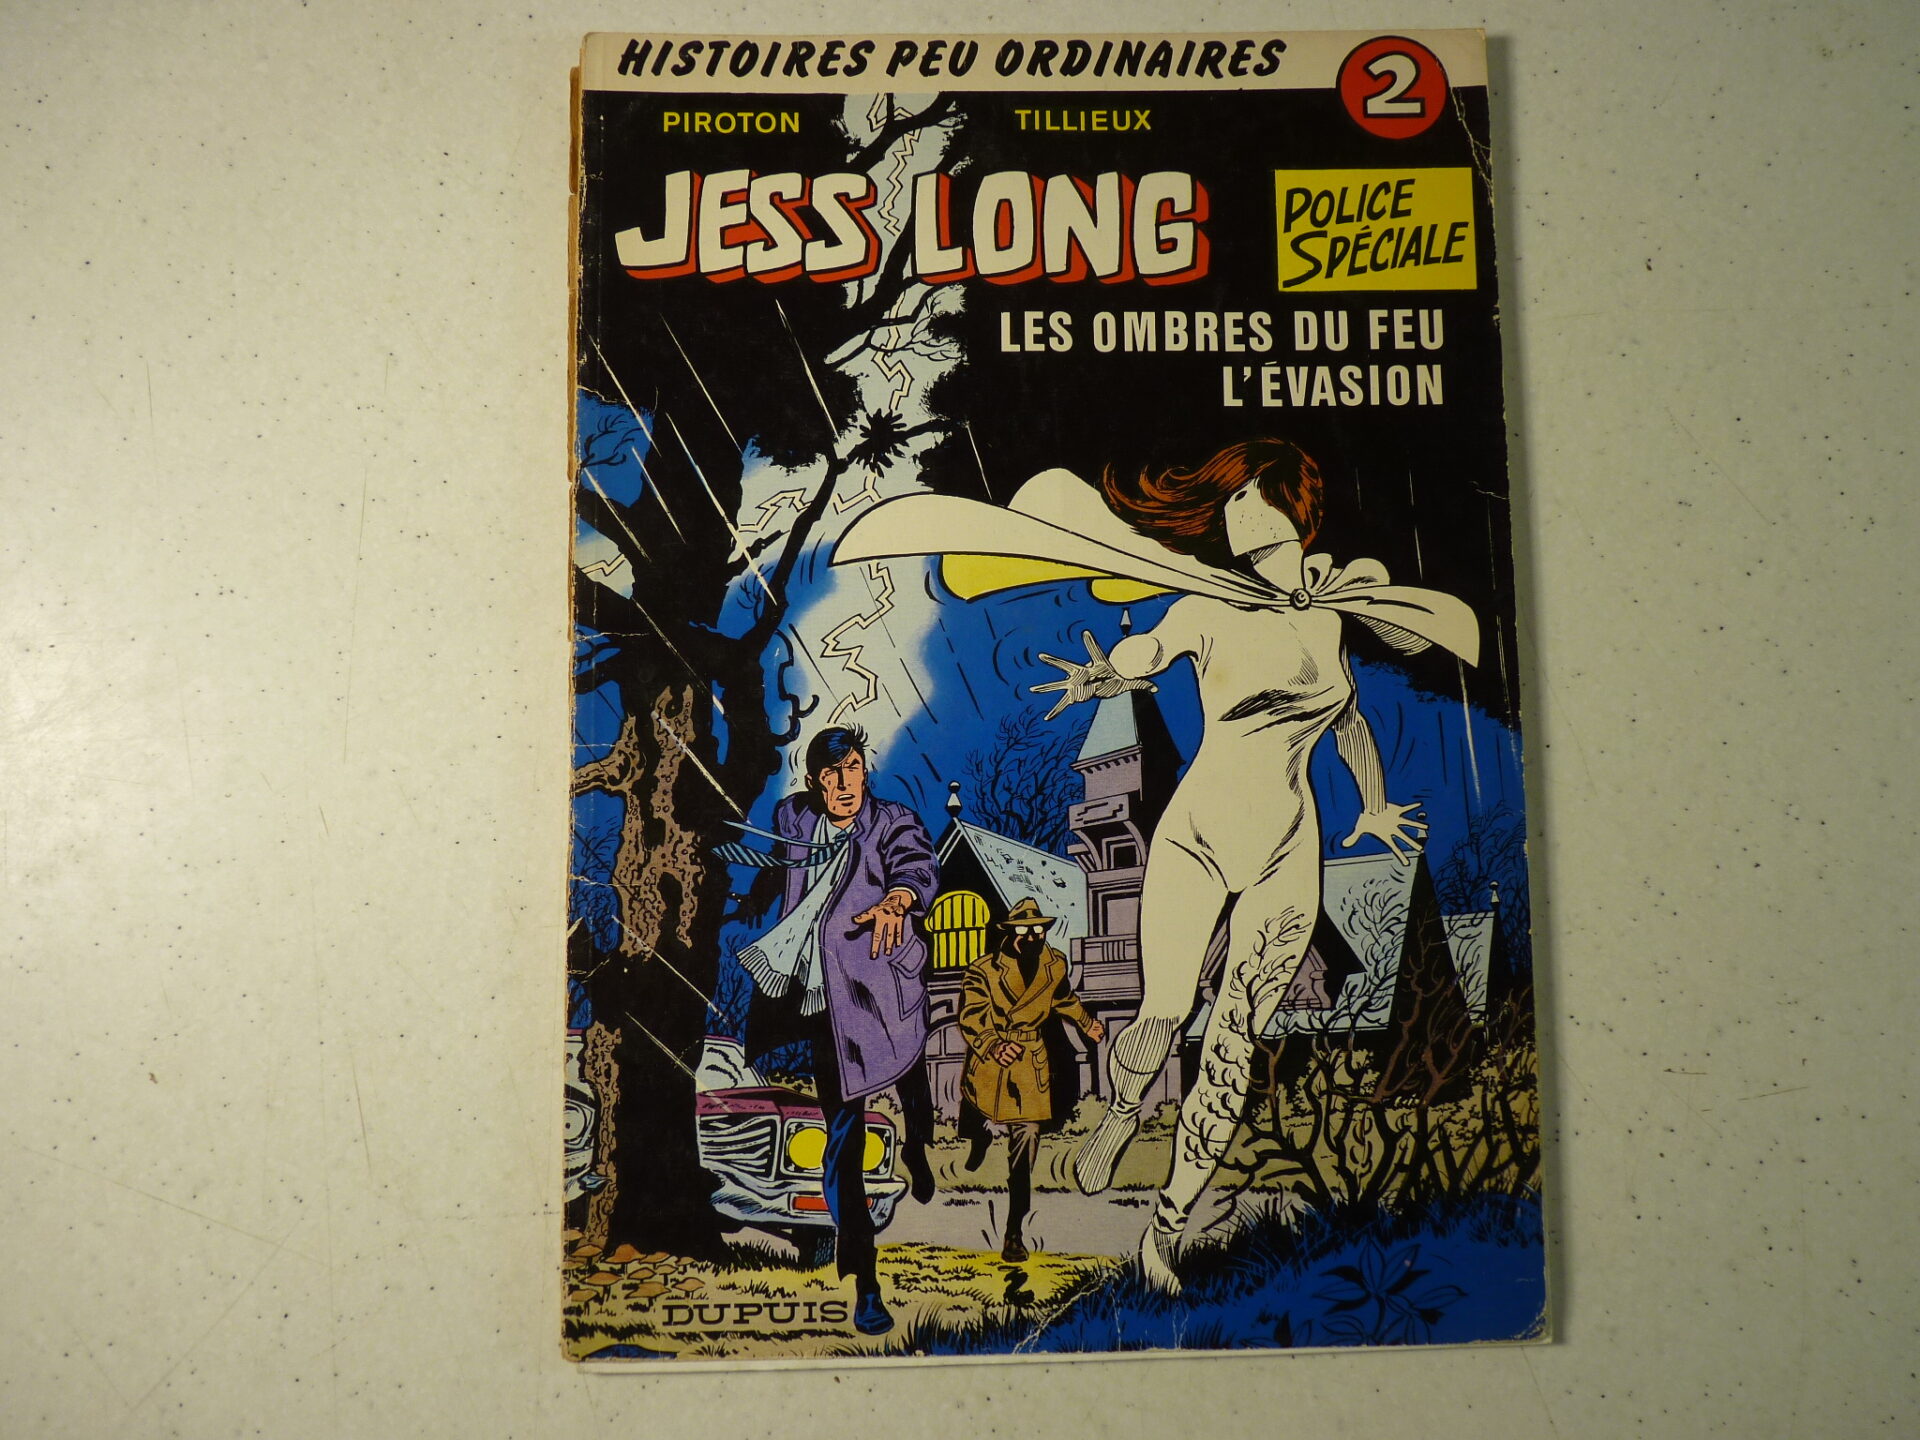 HISTOIRES PEU ORDINAIRES
2
PIROTON TILLIEUX
JESS LONG
POLICE
SPÉCIALE
LES OMBRES DU FEU
L'ÉVASION
DUPUIS